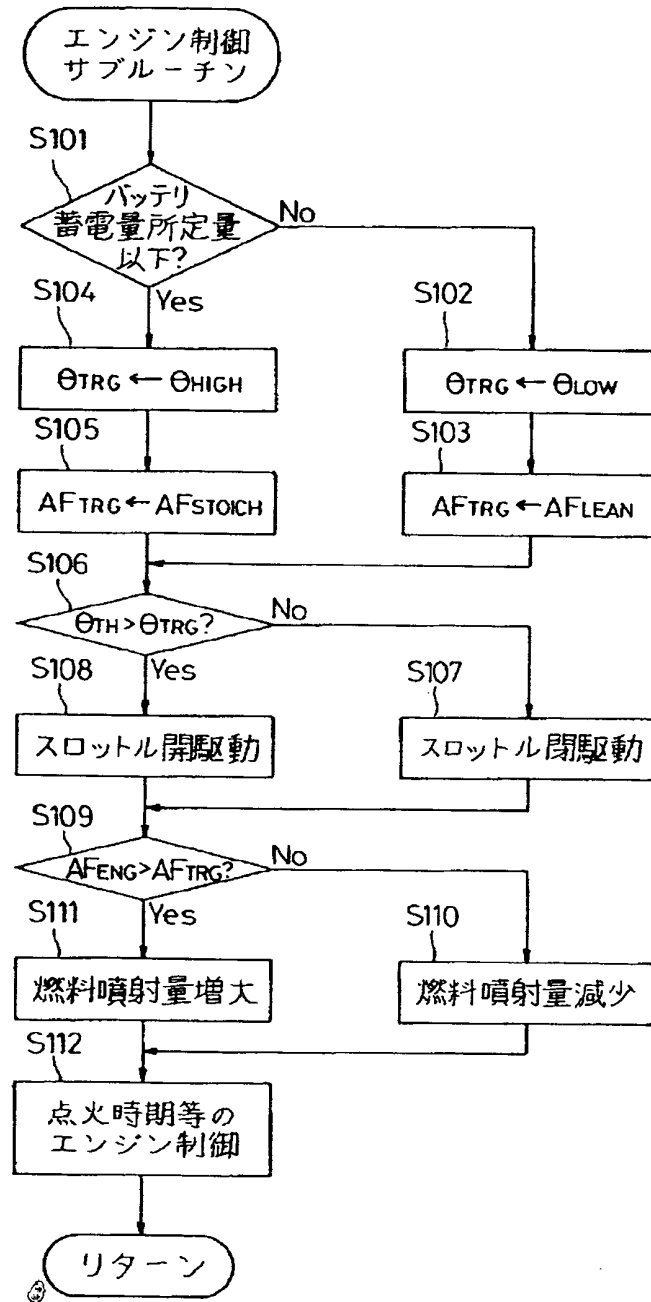 エンジン制御
サブルーチン
S101
バッテリ
蓄電量所定量
以下?
No
Yes
S104
θTRG ← θHIGH
S102
θTRG ← θLOW
S105
AFTRG ← AFSTOICH
S103
AFTRG ← AFLEAN
S106
θTH > θTRG?
No
Yes
S108
スロットル開駆動
S107
スロットル閉駆動
S109
AFENG > AFTRG?
No
Yes
S111
燃料噴射量増大
S110
燃料噴射量減少
S112
点火時期等の
エンジン制御
リターン